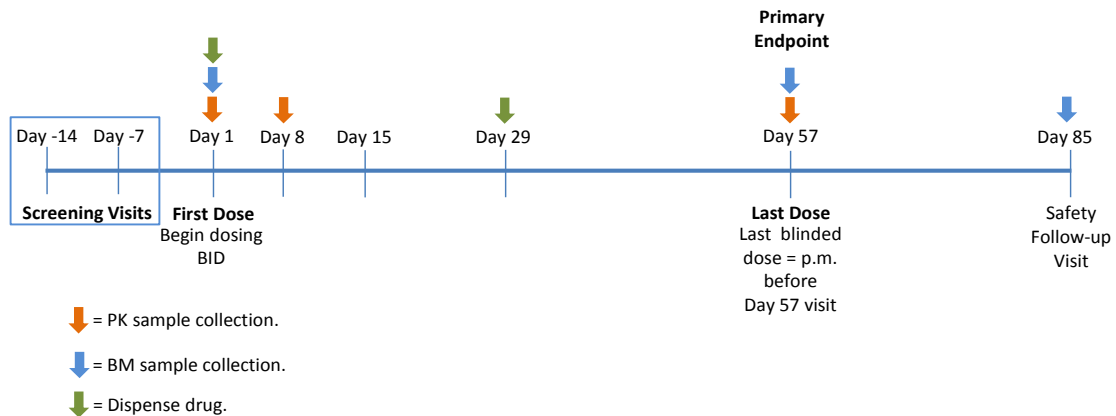 Primary
Endpoint
Day -14
Day -7
Day 1
Day 8
Day 15
Day 29
Day 57
Day 85
Screening Visits
First Dose
Begin dosing
BID
Last Dose
Last blinded
dose = p.m.
before
Day 57 visit
Safety
Follow-up
Visit
= PK sample collection.
= BM sample collection.
= Dispense drug.